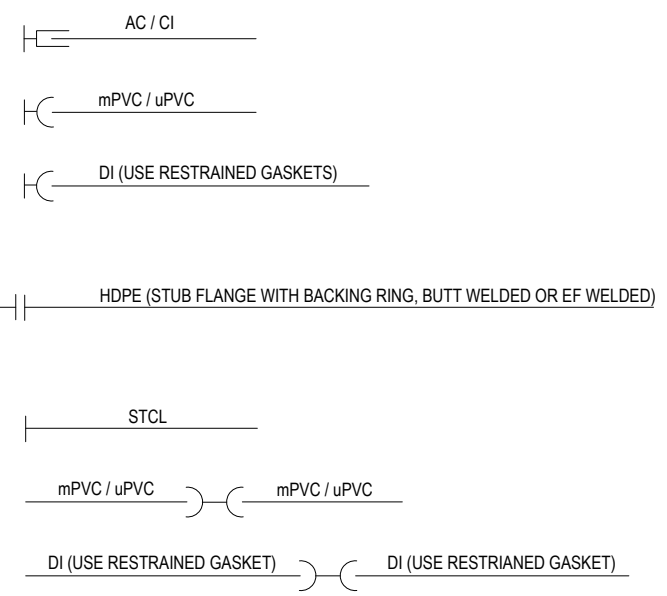 AC / CI
mPVC / uPVC
DI (USE RESTRAINED GASKETS)
HDPE (STUB FLANGE WITH BACKING RING, BUTT WELDED OR EF WELDED)
STCL
mPVC / uPVC mPVC / uPVC
DI (USE RESTRAINED GASKET) DI (USE RESTRIANED GASKET)